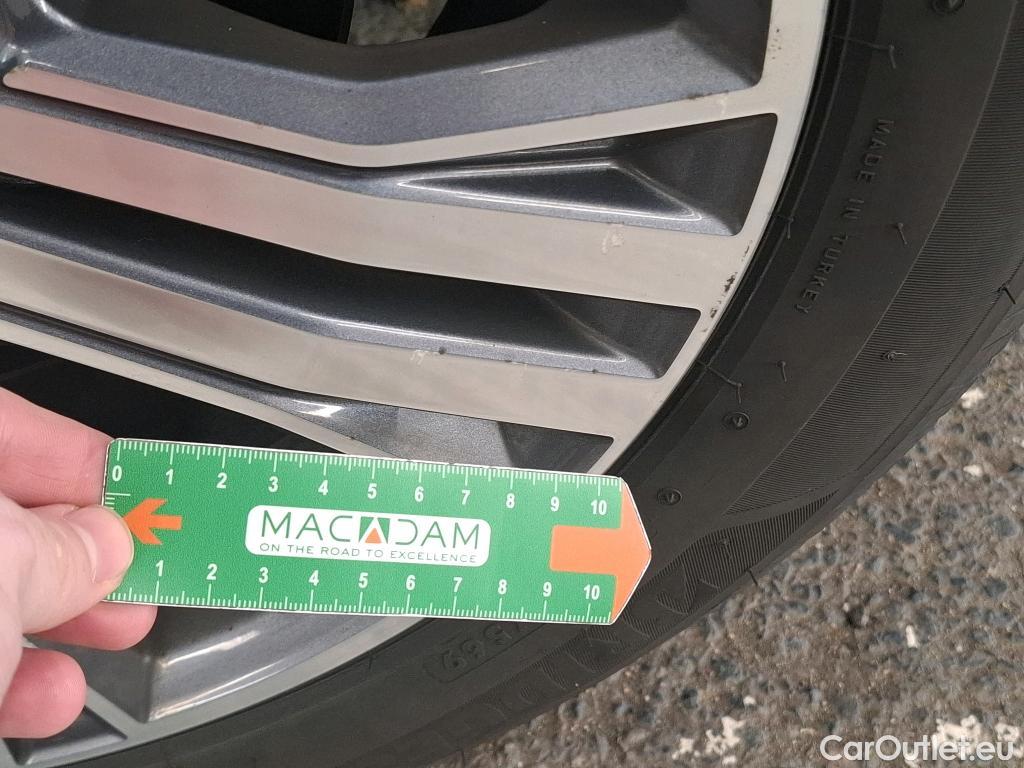 MADE IN TURKEY
0 1 2 3 4 5 6 7 8 9 10
MACADAM
ON THE ROAD TO EXCELLENCE
1 2 3 4 5 6 7 8 9 10
CarOutlet.eu